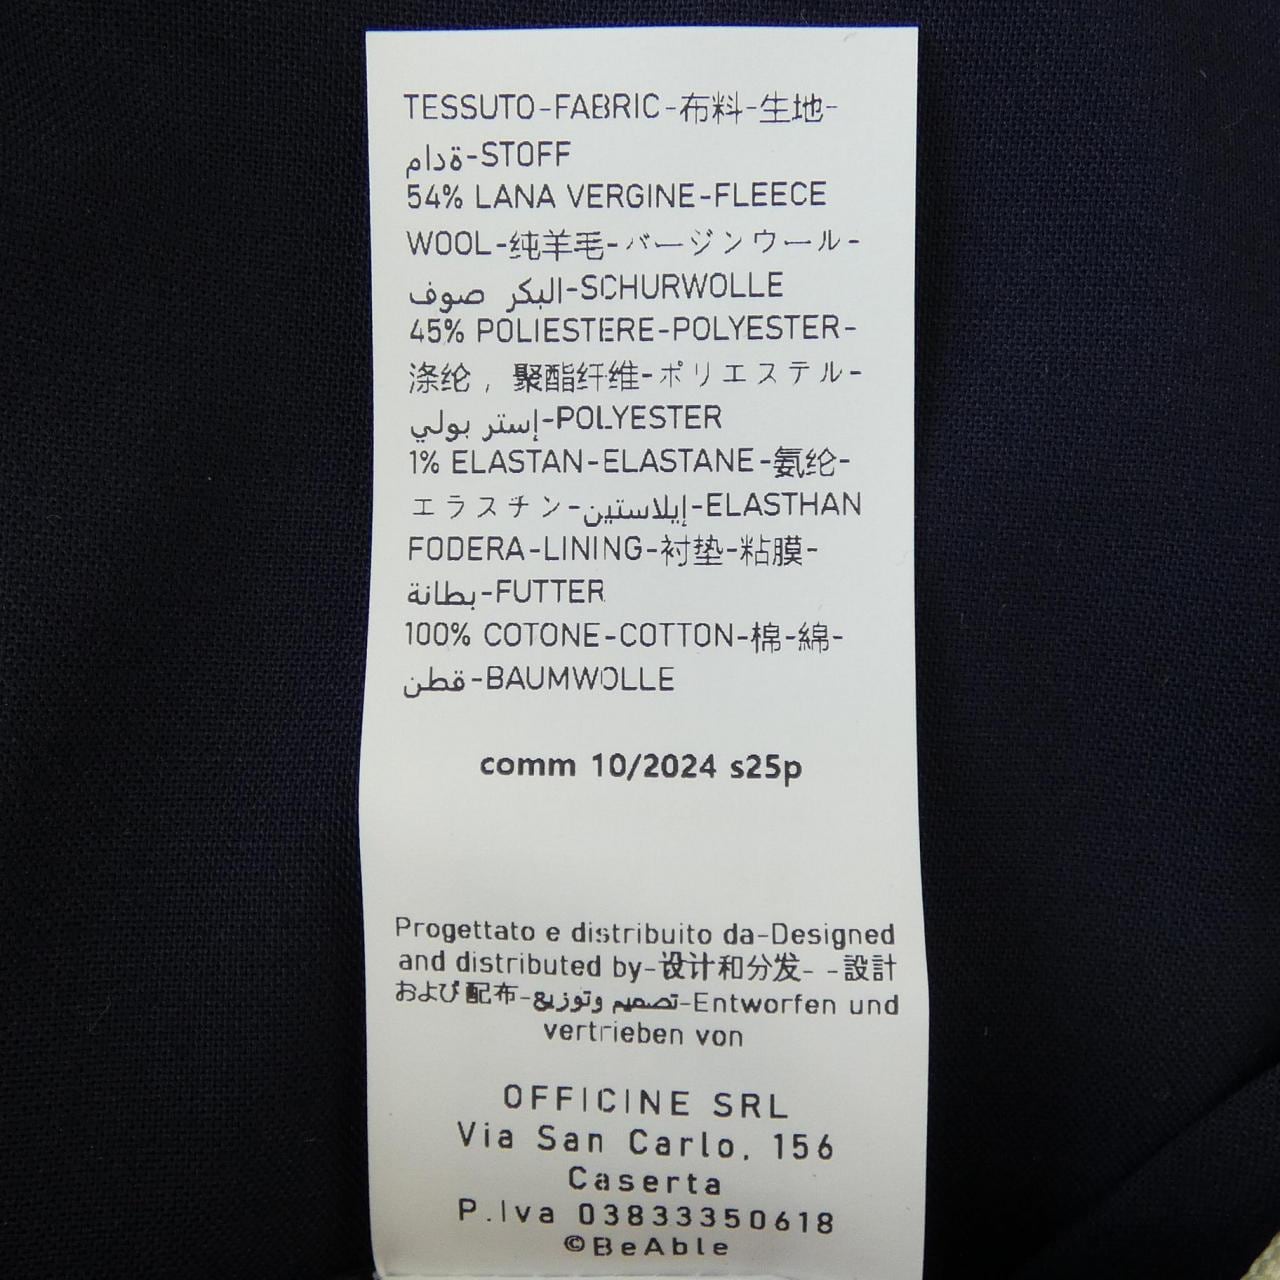 TESSUTO-FABRIC-布料-生地-
ةدام-STOFF
54% LANA VERGINE-FLEECE
WOOL-纯羊毛-バージンウール-
البكر صوف-SCHURWOLLE
45% POLIESTERE-POLYESTER-
涤纶，聚酯纤维-ポリエステル-
إستر بولي-POLYESTER
1% ELASTAN-ELASTANE-氨纶-
エラスチン-إيلاستين-ELASTHAN
FODERA-LINING-衬垫-粘膜-
بطانة-FUTTER
100% COTONE-COTTON-棉-綿-
قطن-BAUMWOLLE
comm 10/2024 s25p
Progettato e distribuito da-Designed
and distributed by-设计和分发- -設計
および配布-تصميم وتوزيع-Entworfen und
vertrieben von
OFFICINE SRL
Via San Carlo, 156
Caserta
P.Iva 03833350618
©BeAble